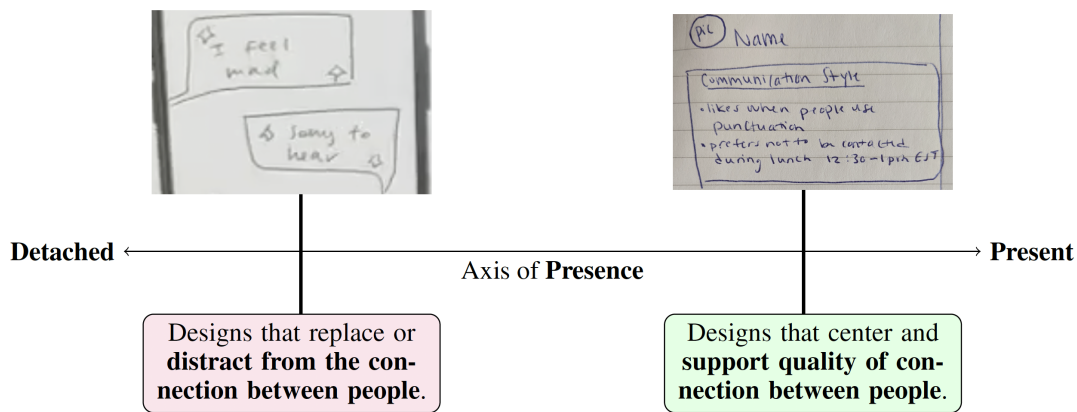 I feel
mad
Sorry to
hear
pic
Name
Communication Style
• likes when people use
punctuation
• prefers not to be contacted
during lunch 12:30-1pm EST
Detached
Axis of Presence
Present
Designs that replace or
distract from the con-
nection between people.
Designs that center and
support quality of con-
nection between people.